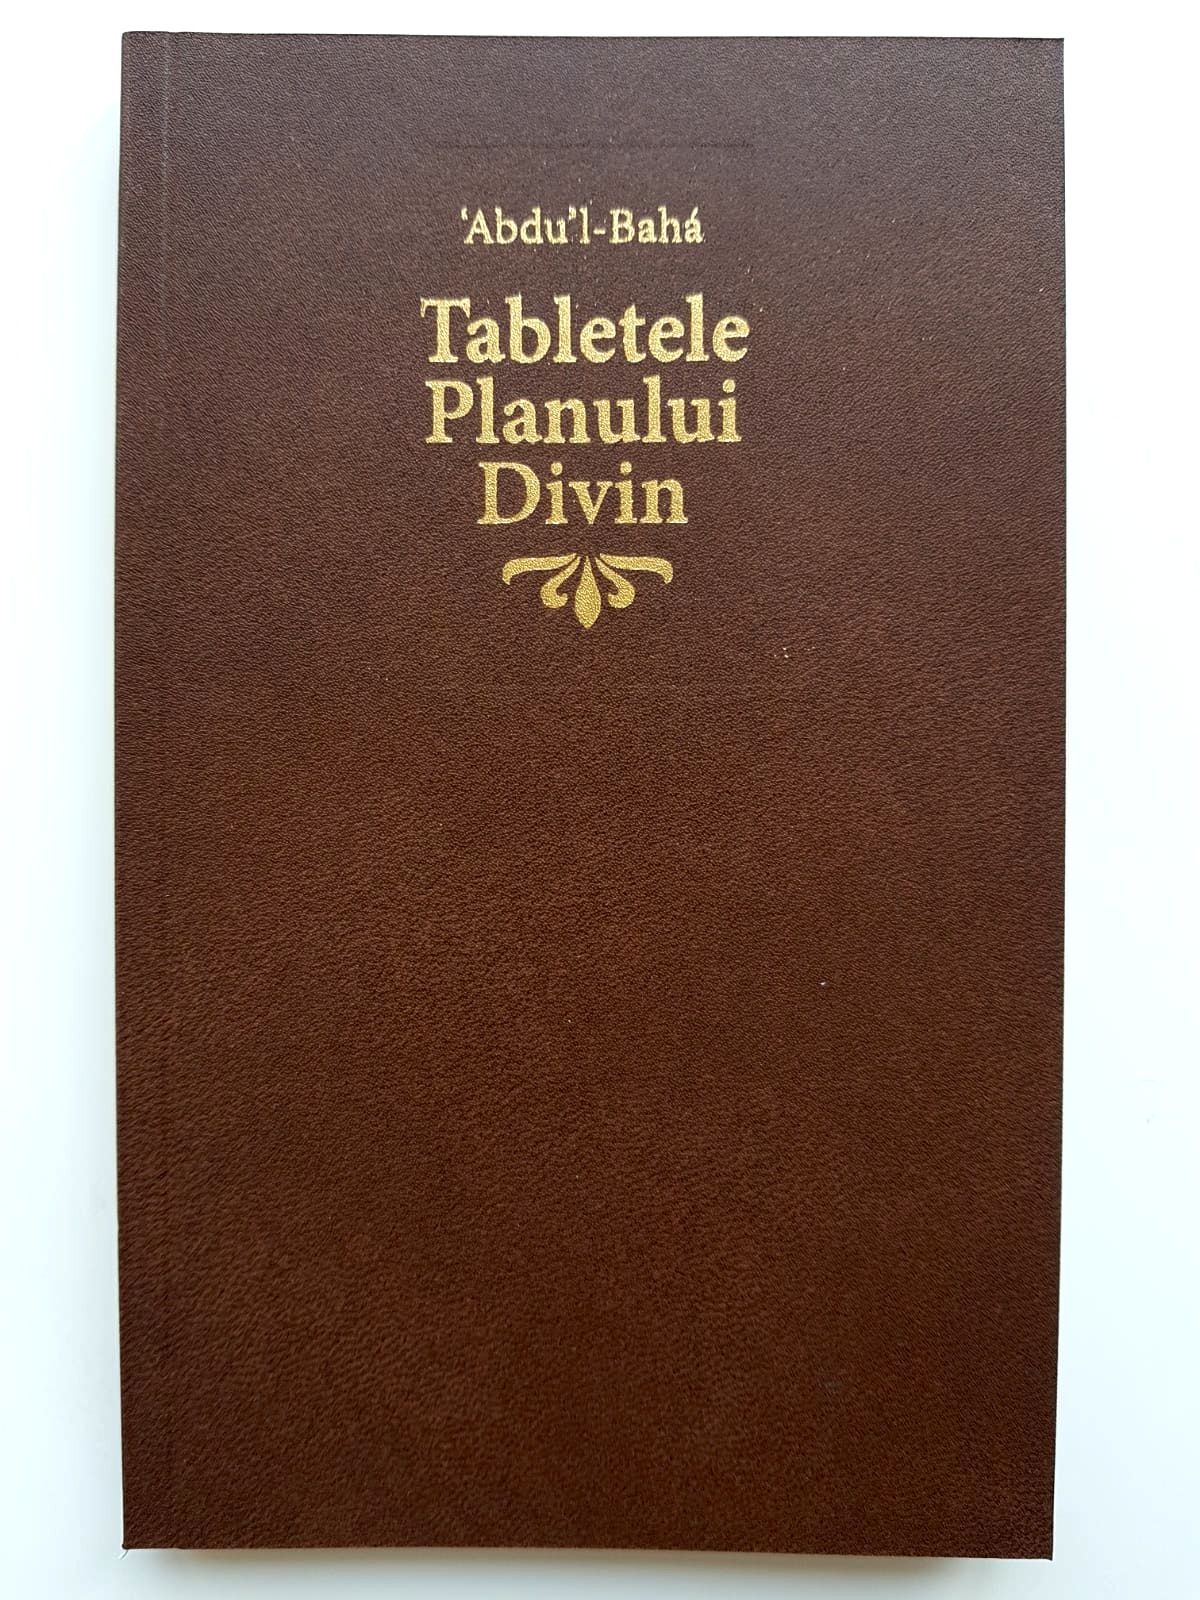 ‘Abdu’l-Bahá
Tabletele
Planului
Divin